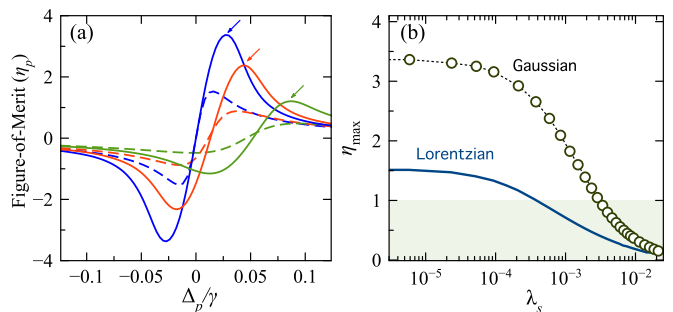 (a)
Figure-of-Merit (ηₚ)
4
2
0
−2
−4
−0.1
−0.05
0
0.05
0.1
Δₚ/γ
(b)
Gaussian
Lorentzian
η_max
4
3
2
1
0
10⁻⁵
10⁻⁴
10⁻³
10⁻²
λₛ